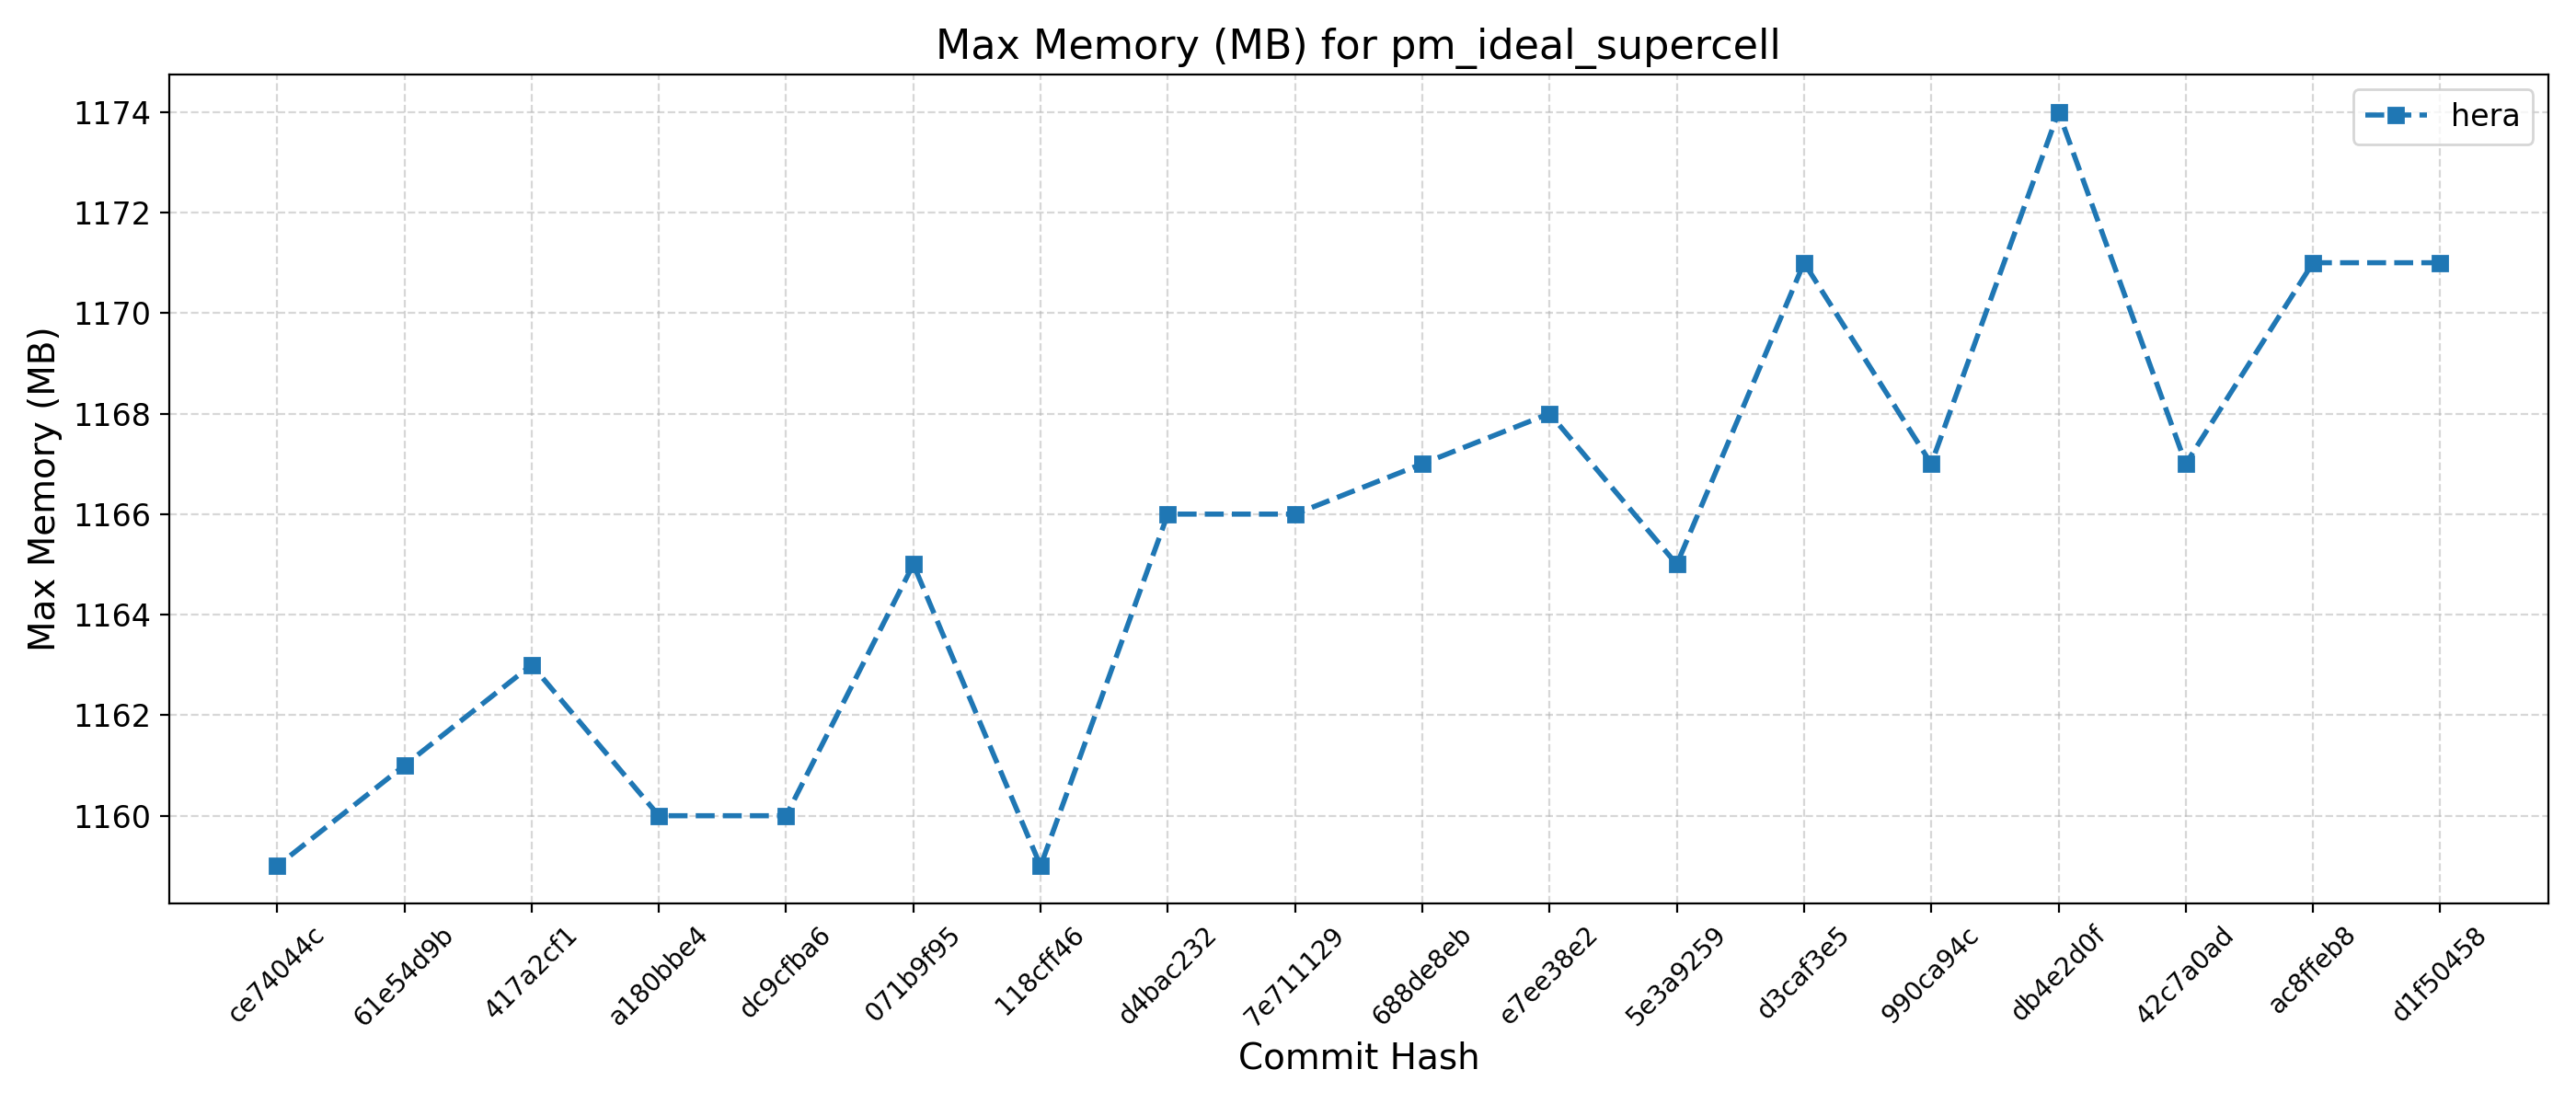 Max Memory (MB) for pm_ideal_supercell
hera
Max Memory (MB)
1174
1172
1170
1168
1166
1164
1162
1160
ce74044c
61e54d9b
417a2cf1
a180bbe4
dc9cfba6
071b9f95
118cff46
d4bac232
7e711129
688de8eb
e7ee38e2
5e3a9259
d3caf3e5
990ca94c
db4e2d0f
42c7a0ad
ac8ffeb8
d1f50458
Commit Hash